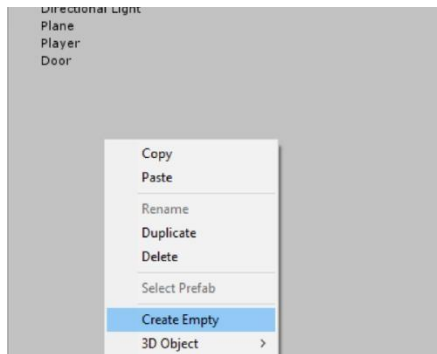 Directional Light
Plane
Player
Door
Copy
Paste
Rename
Duplicate
Delete
Select Prefab
Create Empty
3D Object >